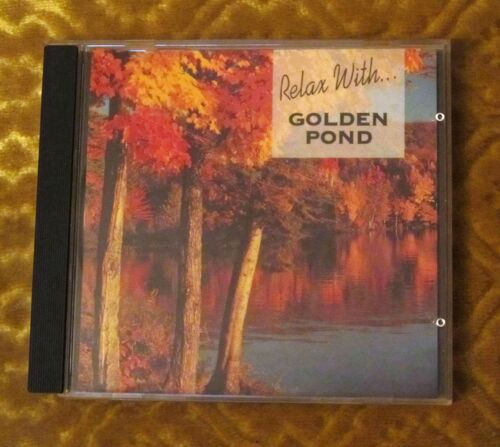 Relax With...
GOLDEN
POND